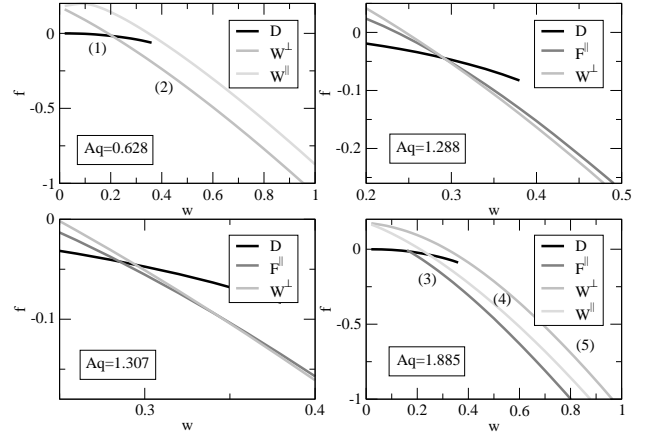 0
-0.5
-1
f
0 0.2 0.4 0.6 0.8 1
w
(1)
(2)
Aq=0.628
D
W⊥
W||
0
-0.1
-0.2
f
0.2 0.3 0.4 0.5
w
Aq=1.288
D
F||
W⊥
0
-0.1
f
0.3 0.4
w
Aq=1.307
D
F||
W⊥
0
-0.5
-1
f
0 0.2 0.4 0.6 0.8 1
w
(3)
(4)
(5)
Aq=1.885
D
F||
W⊥
W||